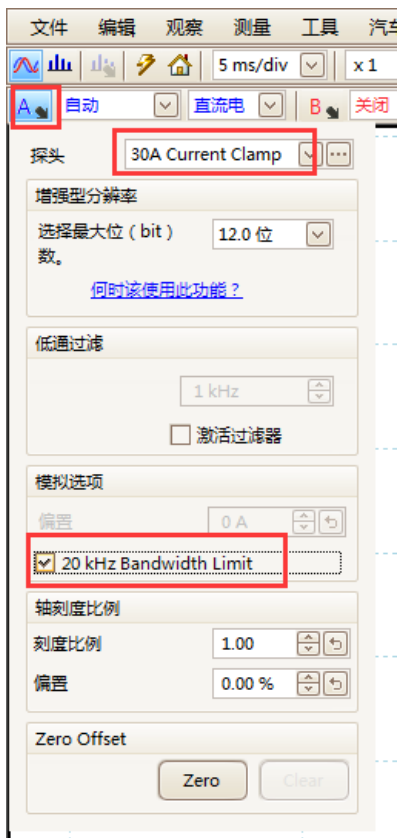 文件 编辑 观察 测量 工具 汽车
5 ms/div x 1
A 自动 直流电 B 关闭
探头 30A Current Clamp ...
增强型分辨率
选择最大位（bit） 12.0 位
数。
何时该使用此功能？
低通过滤
1 kHz
激活过滤器
模拟选项
偏置 0 A
20 kHz Bandwidth Limit
轴刻度比例
刻度比例 1.00
偏置 0.00 %
Zero Offset
Zero Clear